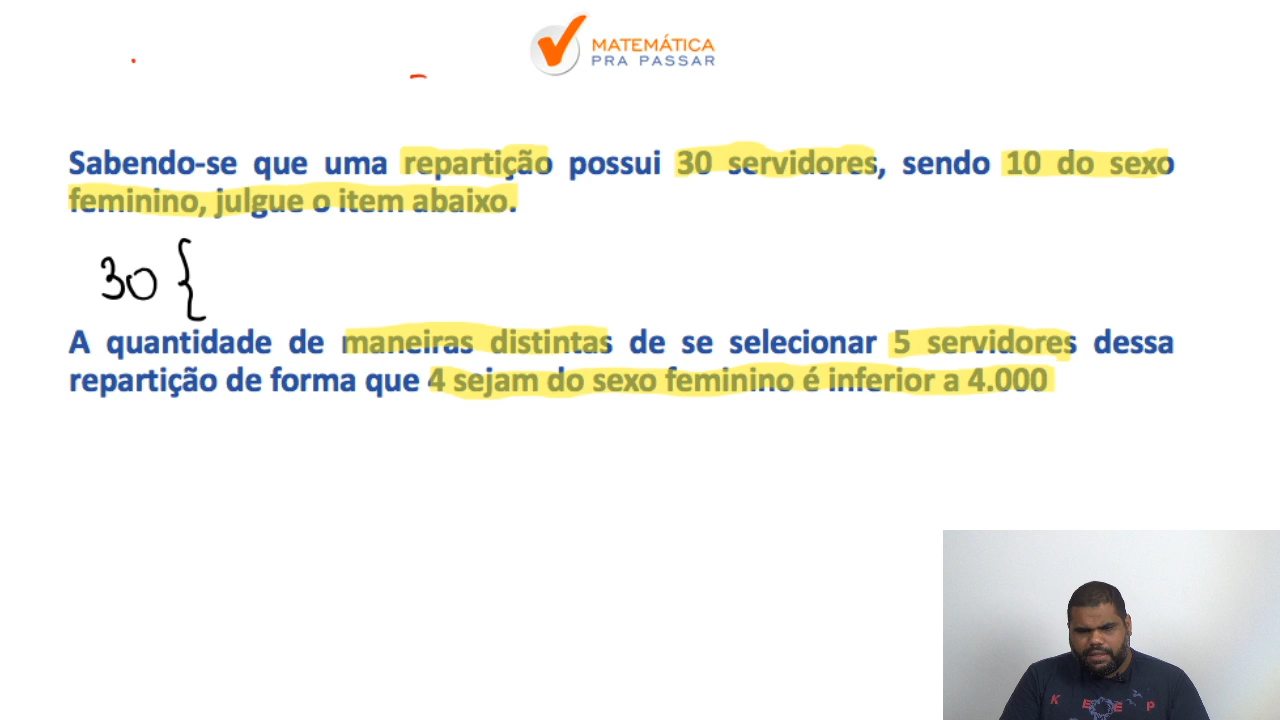 MATEMÁTICA
PRA PASSAR
Sabendo-se que uma repartição possui 30 servidores, sendo 10 do sexo
feminino, julgue o item abaixo.
30 {
A quantidade de maneiras distintas de se selecionar 5 servidores dessa
repartição de forma que 4 sejam do sexo feminino é inferior a 4.000
K E E P